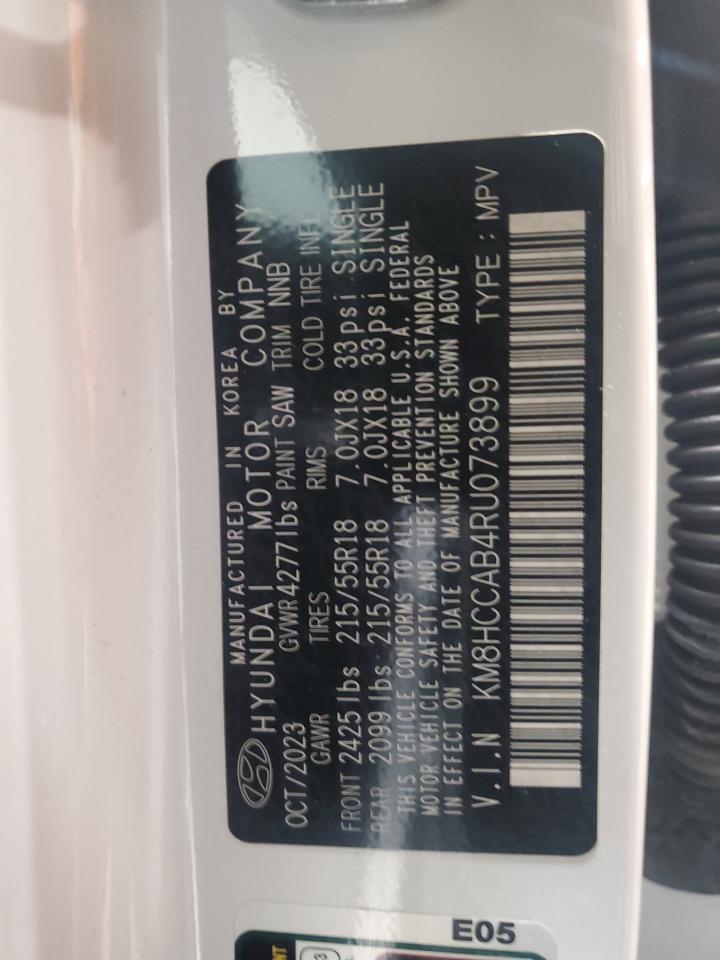 MANUFACTURED IN KOREA BY
HYUNDAI MOTOR COMPANY
OCT/2023 GVWR 4277lbs PAINT SAW TRIM NNB
GAWR TIRES RIMS COLD TIRE INFL
FRONT 2425 lbs 215/55R18 7.0JX18 33psi SINGLE
REAR 2099 lbs 215/55R18 7.0JX18 33psi SINGLE
THIS VEHICLE CONFORMS TO ALL APPLICABLE U.S.A. FEDERAL
MOTOR VEHICLE SAFETY AND THEFT PREVENTION STANDARDS
IN EFFECT ON THE DATE OF MANUFACTURE SHOWN ABOVE
V.I.N KM8HCCAB4RU073899 TYPE : MPV
E05